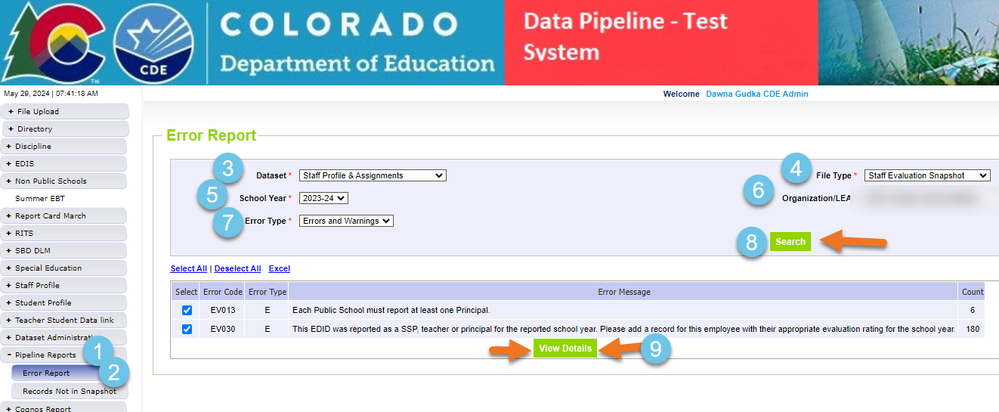 COLORADO
Department of Education
CDE
TM
Data Pipeline - Test
System
May 29, 2024 | 07:41:18 AM
Welcome Dawna Gudka CDE Admin
+ File Upload
+ Directory
+ Discipline
+ EDIS
+ Non Public Schools
Summer EBT
+ Report Card March
+ RITS
+ SBD DLM
+ Special Education
+ Staff Profile
+ Student Profile
+ Teacher Student Data link
+ Dataset Administrati
- Pipeline Reports 1
Error Report 2
Records Not in Snapshot
+ Cognos Report
Error Report
3 Dataset * Staff Profile & Assignments
4 File Type * Staff Evaluation Snapshot
5 School Year * 2023-24
6 Organization/LEA
7 Error Type * Errors and Warnings
8 Search
Select All | Deselect All Excel
Select Error Code Error Type Error Message Count
EV013 E Each Public School must report at least one Principal. 6
EV030 E This EDID was reported as a SSP, teacher or principal for the reported school year. Please add a record for this employee with their appropriate evaluation rating for the school year. 180
View Details 9